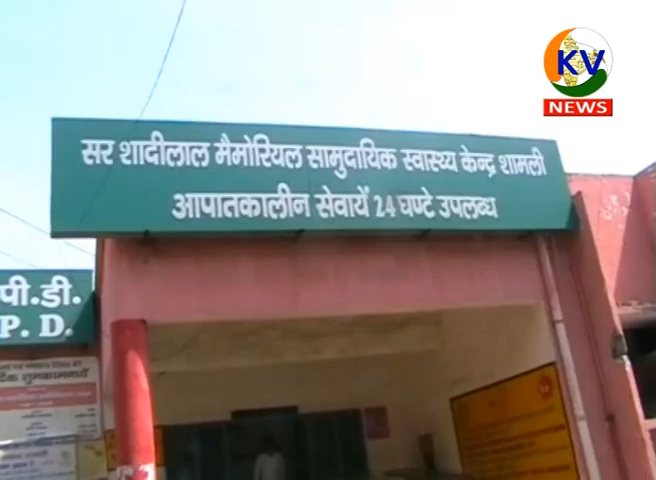 KV
NEWS
सर शादीलाल मैमोरियल सामुदायिक स्वास्थ्य केन्द्र शामली
आपातकालीन सेवायें 24 घण्टे उपलब्ध
पी.डी.
P. D.